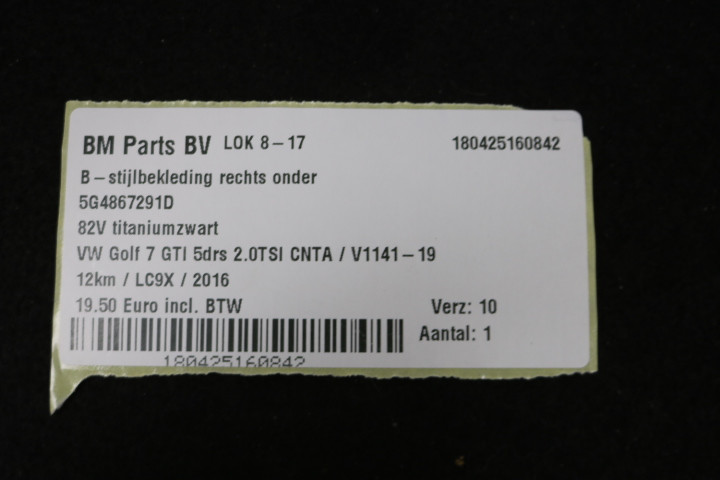 BM Parts BV LOK 8-17 180425160842
B-stijlbekleding rechts onder
5G4867291D
82V titaniumzwart
VW Golf 7 GTI 5drs 2.0TSI CNTA / V1141-19
12km / LC9X / 2016
19.50 Euro incl. BTW Verz: 10
Aantal: 1
180425160842